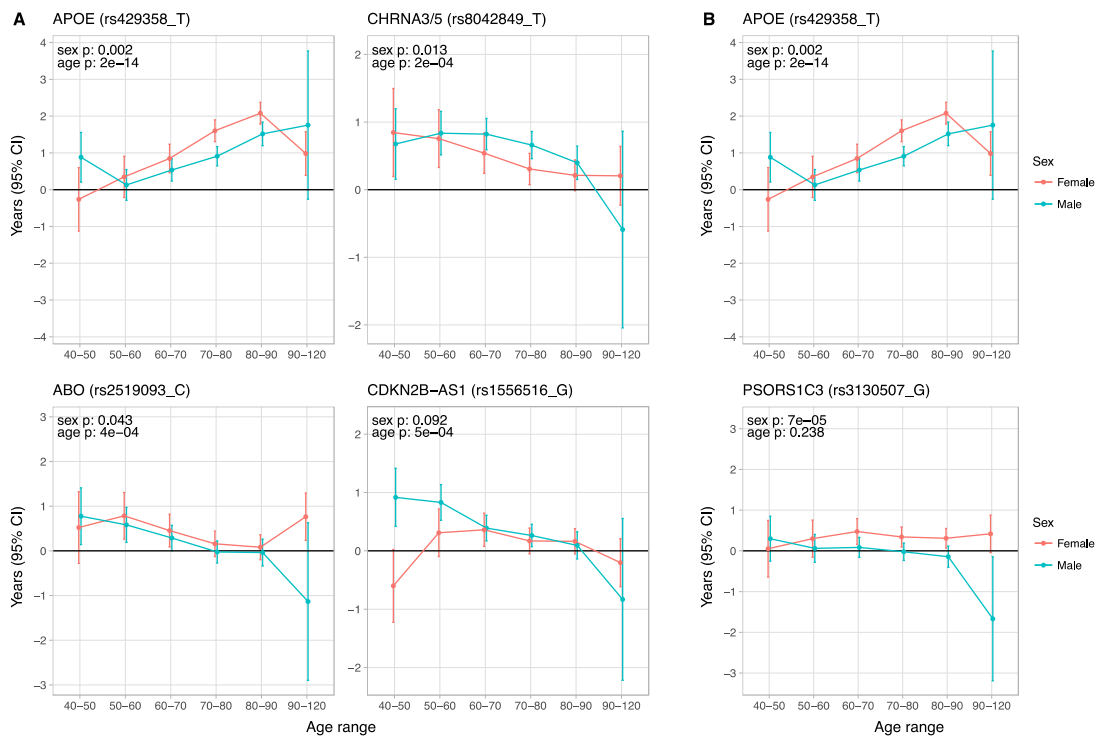 A
APOE (rs429358_T)
sex p: 0.002
age p: 2e−14
Years (95% CI)
4
3
2
1
0
−1
−2
−3
−4
40−50
50−60
60−70
70−80
80−90
90−120
CHRNA3/5 (rs8042849_T)
sex p: 0.013
age p: 2e−04
2
1
0
−1
−2
40−50
50−60
60−70
70−80
80−90
90−120
ABO (rs2519093_C)
sex p: 0.043
age p: 4e−04
Years (95% CI)
3
2
1
0
−1
−2
−3
40−50
50−60
60−70
70−80
80−90
90−120
CDKN2B−AS1 (rs1556516_G)
sex p: 0.092
age p: 5e−04
2
1
0
−1
−2
40−50
50−60
60−70
70−80
80−90
90−120
Age range
B
APOE (rs429358_T)
sex p: 0.002
age p: 2e−14
Years (95% CI)
4
3
2
1
0
−1
−2
−3
−4
40−50
50−60
60−70
70−80
80−90
90−120
Sex
Female
Male
PSORS1C3 (rs3130507_G)
sex p: 7e−05
age p: 0.238
Years (95% CI)
3
2
1
0
−1
−2
−3
40−50
50−60
60−70
70−80
80−90
90−120
Age range
Sex
Female
Male